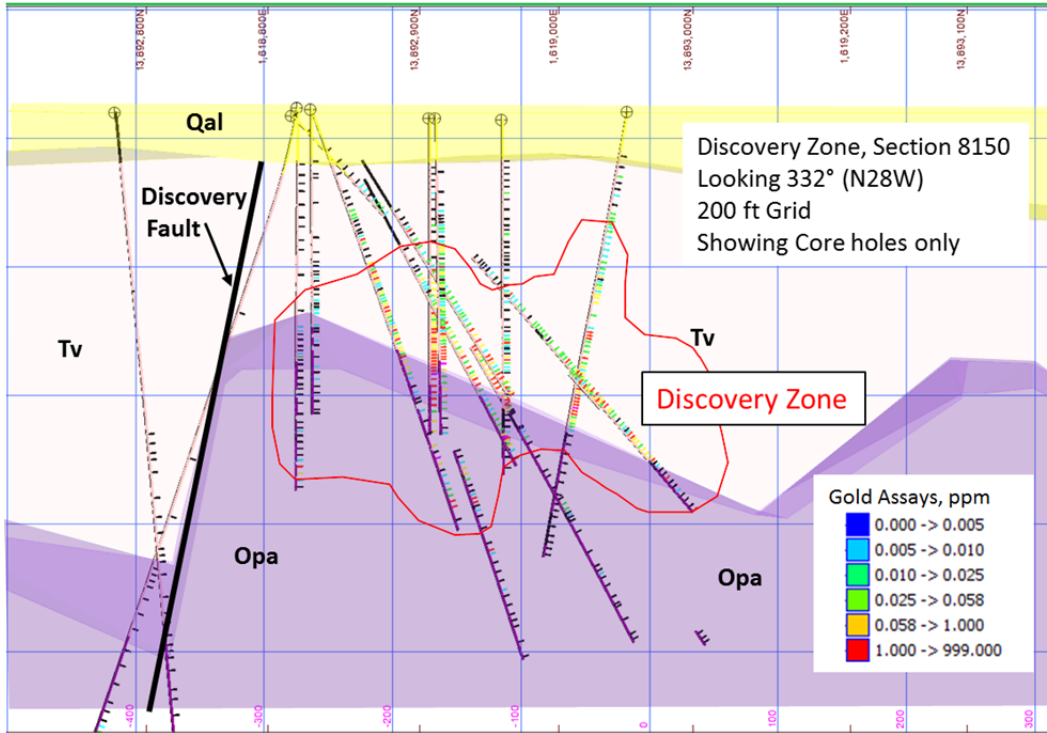 13,892,800N
1,618,800E
13,892,900N
1,619,000E
13,893,000N
1,619,200E
13,893,100N
Qal
Discovery Zone, Section 8150
Looking 332° (N28W)
200 ft Grid
Showing Core holes only
Discovery
Fault
Tv
Tv
Discovery Zone
Gold Assays, ppm
0.000 -> 0.005
0.005 -> 0.010
0.010 -> 0.025
0.025 -> 0.058
0.058 -> 1.000
1.000 -> 999.000
Opa
Opa
-400
-300
-200
-100
0
100
200
300